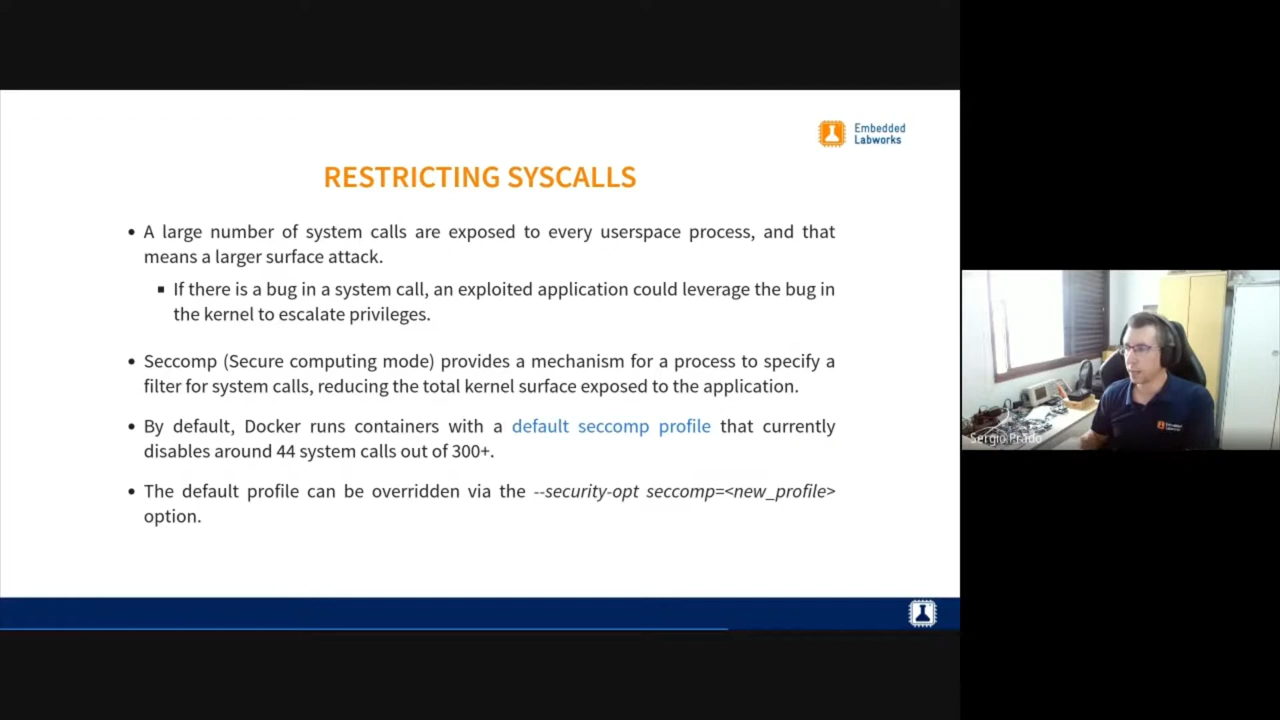 Embedded
Labworks
RESTRICTING SYSCALLS
• A large number of system calls are exposed to every userspace process, and that
means a larger surface attack.
▪ If there is a bug in a system call, an exploited application could leverage the bug in
the kernel to escalate privileges.
• Seccomp (Secure computing mode) provides a mechanism for a process to specify a
filter for system calls, reducing the total kernel surface exposed to the application.
• By default, Docker runs containers with a default seccomp profile that currently
disables around 44 system calls out of 300+.
• The default profile can be overridden via the --security-opt seccomp=<new_profile>
option.
Sergio Prado